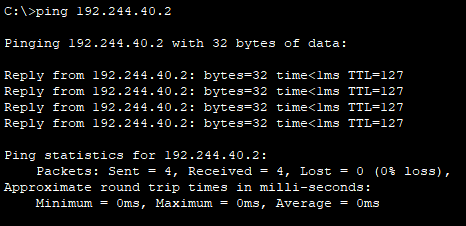 C:\>ping 192.244.40.2
Pinging 192.244.40.2 with 32 bytes of data:
Reply from 192.244.40.2: bytes=32 time<1ms TTL=127
Reply from 192.244.40.2: bytes=32 time<1ms TTL=127
Reply from 192.244.40.2: bytes=32 time<1ms TTL=127
Reply from 192.244.40.2: bytes=32 time<1ms TTL=127
Ping statistics for 192.244.40.2:
    Packets: Sent = 4, Received = 4, Lost = 0 (0% loss),
Approximate round trip times in milli-seconds:
    Minimum = 0ms, Maximum = 0ms, Average = 0ms